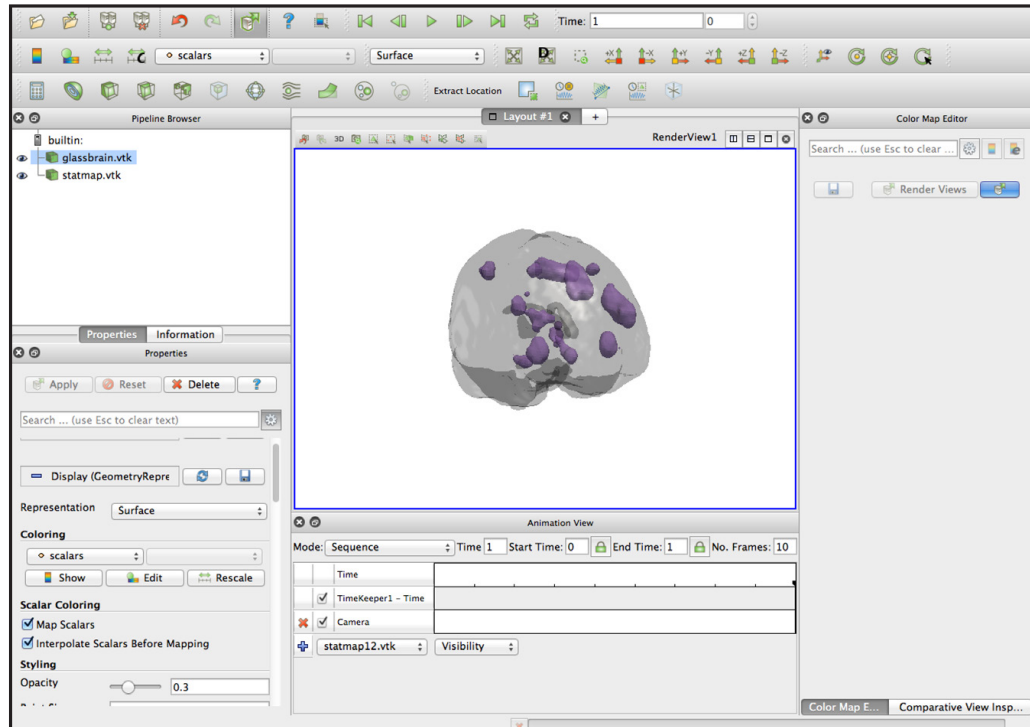 Time: 1 0
scalars Surface
Extract Location
Pipeline Browser
builtin:
glassbrain.vtk
statmap.vtk
Properties Information
Properties
Apply Reset Delete ?
Search ... (use Esc to clear text)
Display (GeometryRepre
Representation Surface
Coloring
scalars
Show Edit Rescale
Scalar Coloring
Map Scalars
Interpolate Scalars Before Mapping
Styling
Opacity 0.3
Layout #1 +
3D RenderView1
Animation View
Mode: Sequence Time 1 Start Time: 0 End Time: 1 No. Frames: 10
Time
TimeKeeper1 - Time
Camera
statmap12.vtk Visibility
Color Map Editor
Search ... (use Esc to clear ...
Render Views
Color Map E... Comparative View Insp...